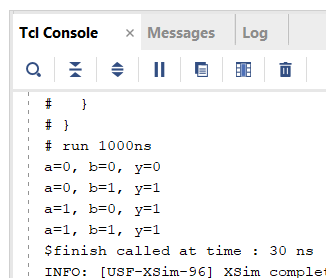 Tcl Console × Messages Log
#   }
# }
# run 1000ns
a=0, b=0, y=0
a=0, b=1, y=1
a=1, b=0, y=1
a=1, b=1, y=1
$finish called at time : 30 ns
INFO: [USF-XSim-96] XSim complet